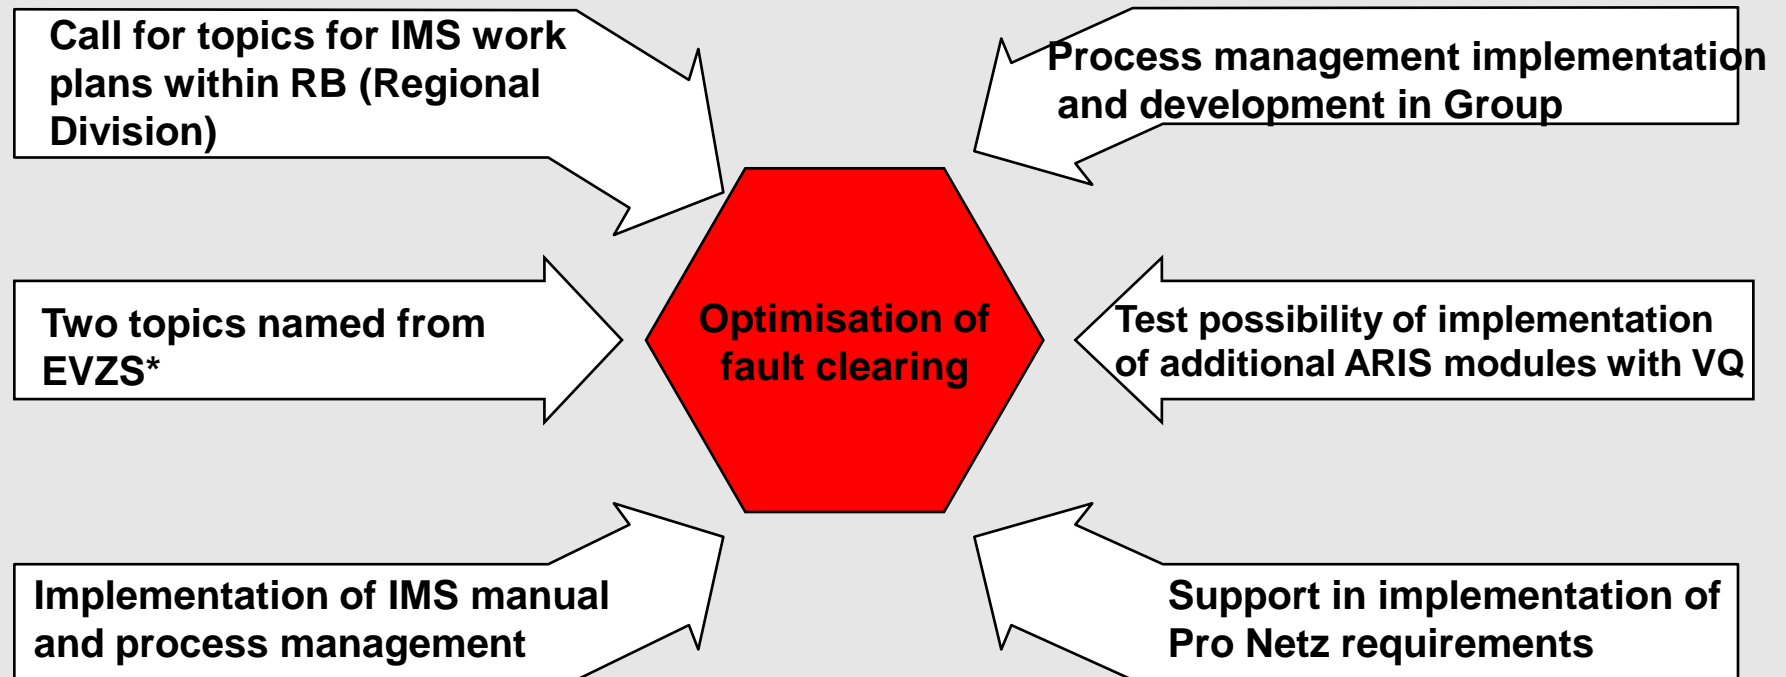 Call for topics for IMS work
plans within RB (Regional
Division)
Process management implementation
and development in Group
Two topics named from
EVZS*
Optimisation of
fault clearing
Test possibility of implementation
of additional ARIS modules with VQ
Implementation of IMS manual
and process management
Support in implementation of
Pro Netz requirements